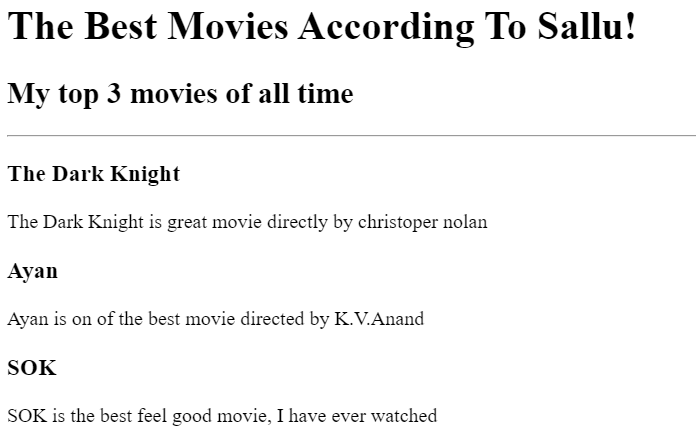 The Best Movies According To Sallu!
My top 3 movies of all time
The Dark Knight
The Dark Knight is great movie directly by christoper nolan
Ayan
Ayan is on of the best movie directed by K.V.Anand
SOK
SOK is the best feel good movie, I have ever watched